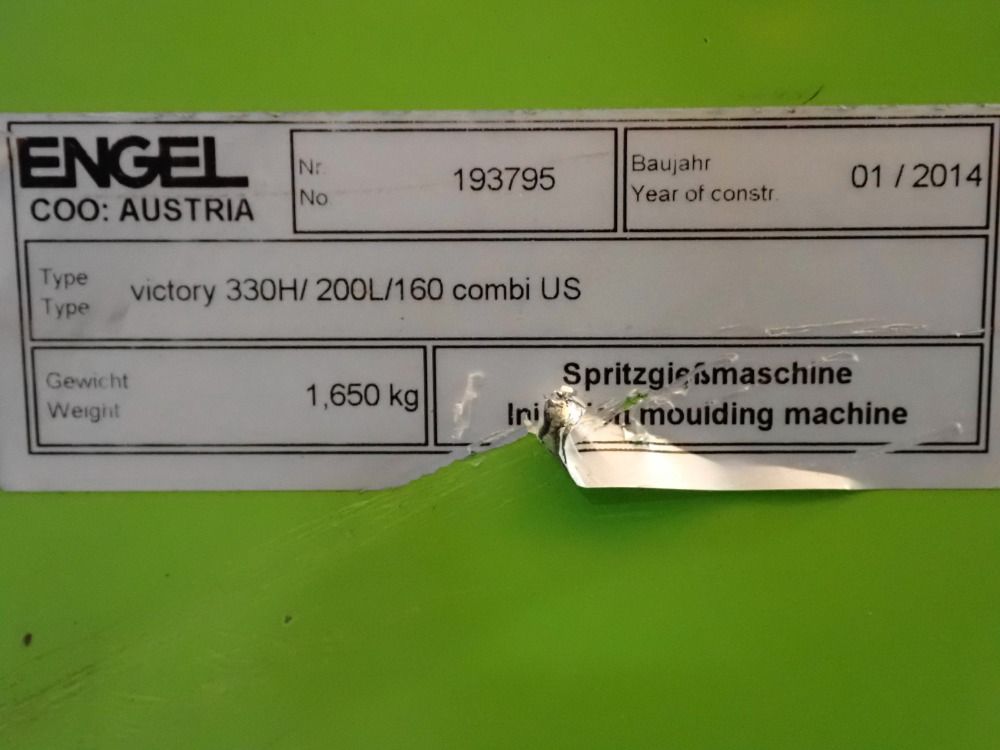 ENGEL
COO: AUSTRIA
Nr.
No
193795
Baujahr
Year of constr.
01 / 2014
Type
Type
victory 330H/ 200L/160 combi US
Gewicht
Weight
1,650 kg
Spritzgießmaschine
moulding machine